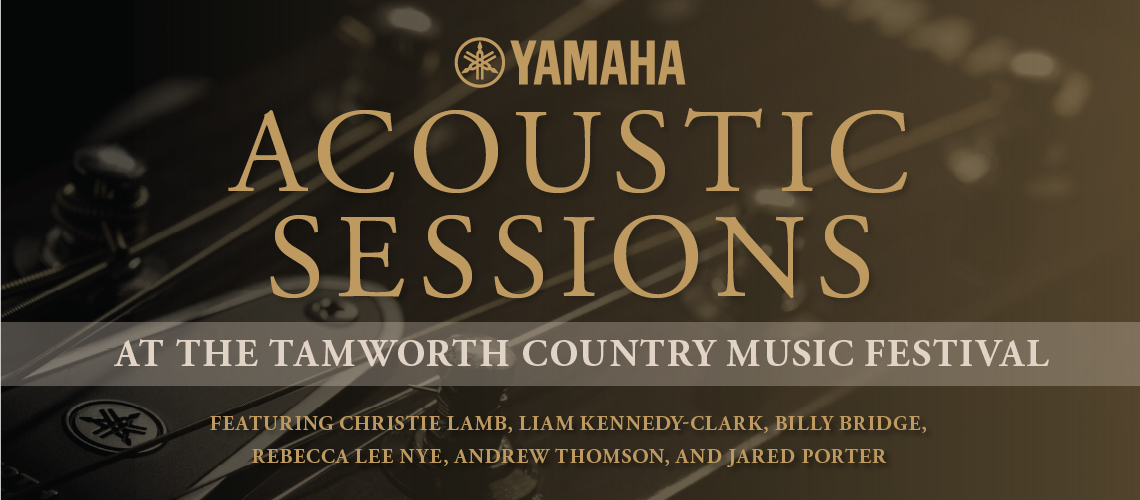 YAMAHA
ACOUSTIC
SESSIONS
AT THE TAMWORTH COUNTRY MUSIC FESTIVAL
FEATURING CHRISTIE LAMB, LIAM KENNEDY-CLARK, BILLY BRIDGE,
REBECCA LEE NYE, ANDREW THOMSON, AND JARED PORTER